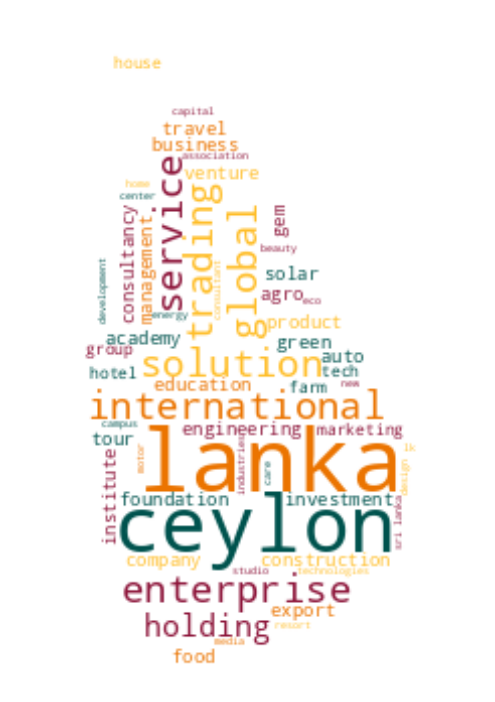 house
capital
travel
business
association
venture
service
home
center
trading
consultancy
management
global
gem
beauty
development
consultant
solar
agro
eco
energy
product
academy
green
group
solution
auto
hotel
tech
education
farm
new
international
campus
engineering
marketing
tour
lanka
motor
industries
care
lk
design
institute
foundation
investment
ceylon
sri lanka
company
construction
studio
technologies
enterprise
export
holding
resort
media
food